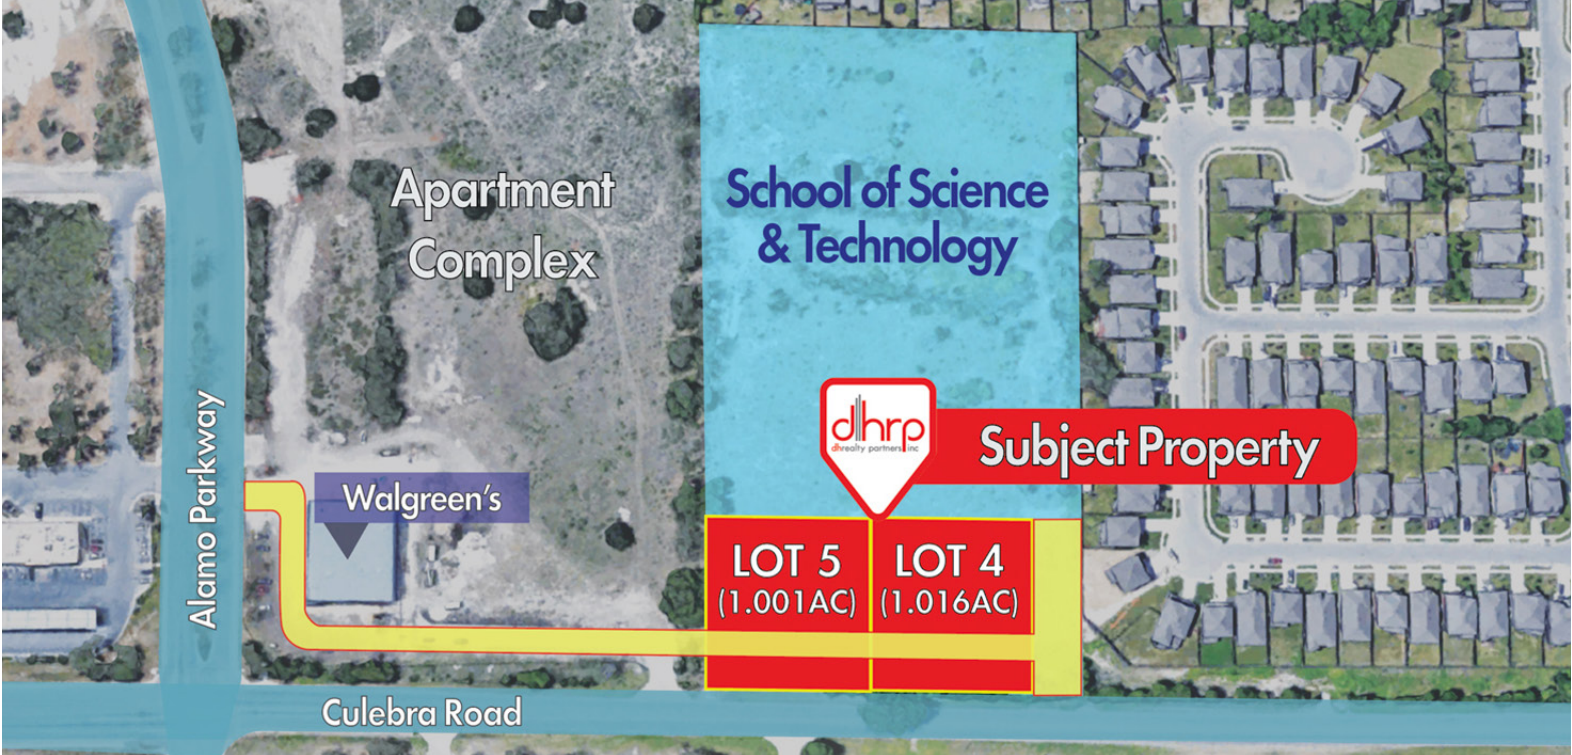 Apartment
Complex
School of Science
& Technology
dhrp
dhrealty partners inc
Subject Property
Alamo Parkway
Walgreen's
LOT 5
(1.001AC)
LOT 4
(1.016AC)
Culebra Road